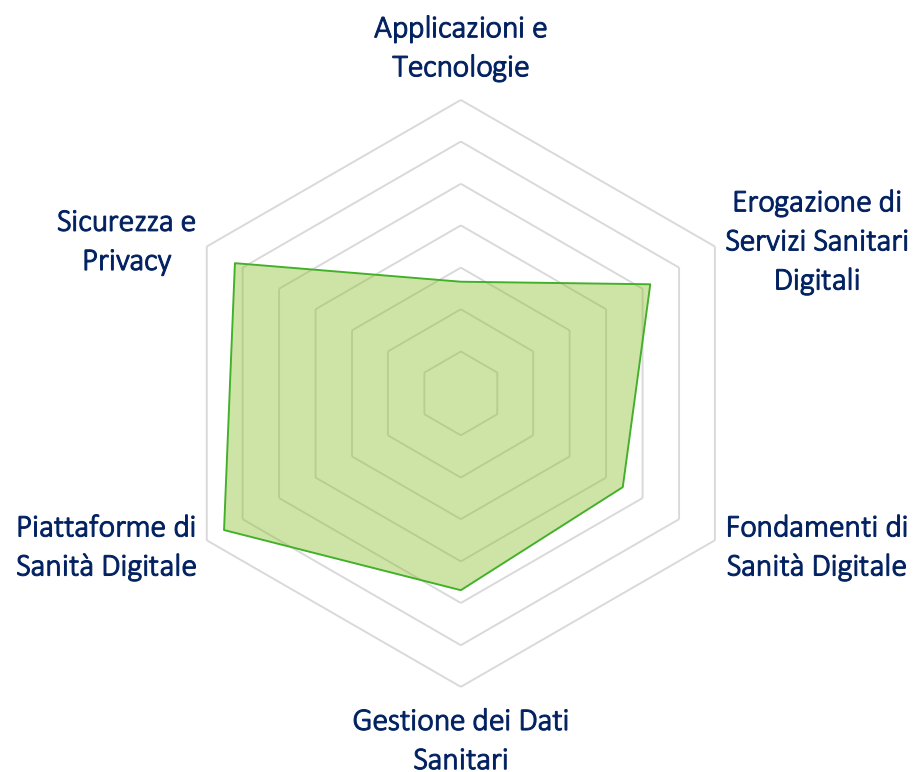 Applicazioni e
Tecnologie
Erogazione di
Servizi Sanitari
Digitali
Fondamenti di
Sanità Digitale
Gestione dei Dati
Sanitari
Piattaforme di
Sanità Digitale
Sicurezza e
Privacy